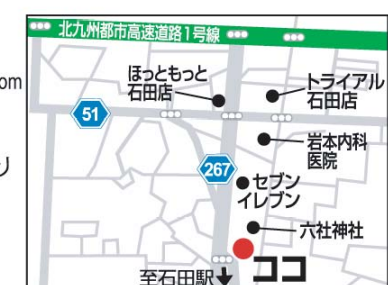 北九州都市高速道路1号線
om
ほっともっと
石田店
トライアル
石田店
51
岩本内科
医院
リ
267
セブン
イレブン
六社神社
ココ
至石田駅